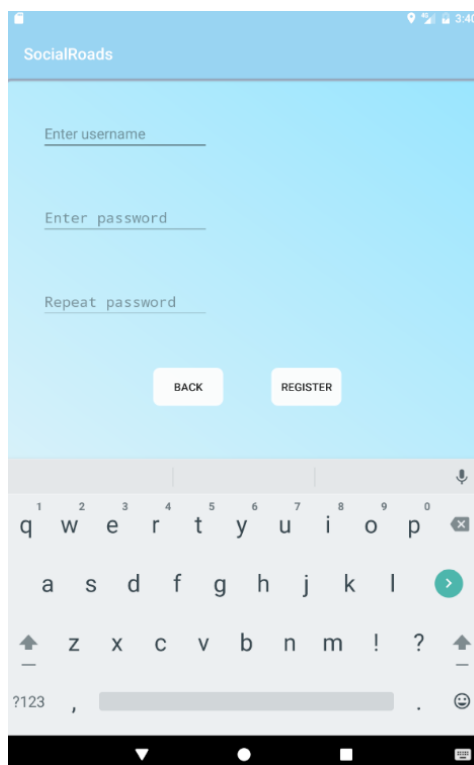 3:40
SocialRoads
Enter username
Enter password
Repeat password
BACK REGISTER
1 2 3 4 5 6 7 8 9 0
q w e r t y u i o p
a s d f g h j k l
z x c v b n m ! ?
?123 , .